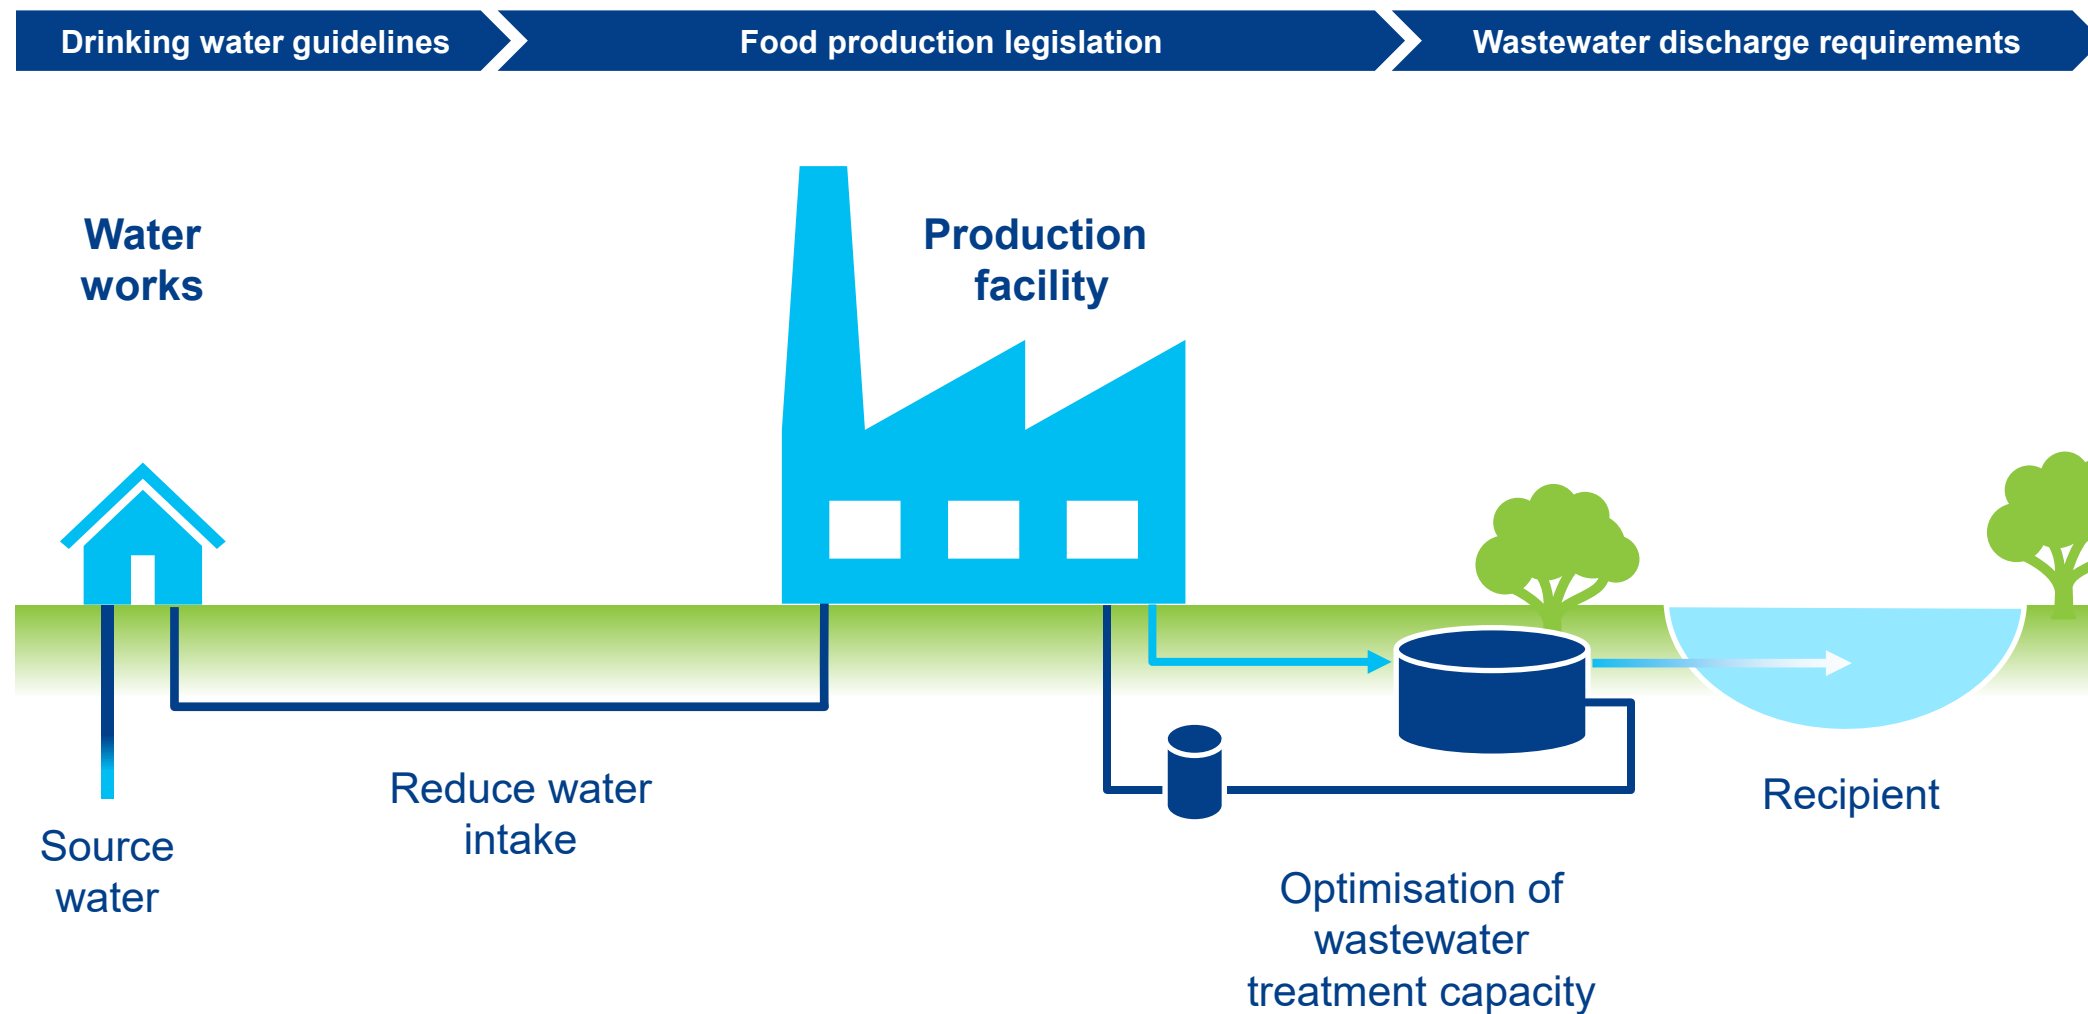 Drinking water guidelines
Food production legislation
Wastewater discharge requirements
Water
works
Production
facility
Reduce water
intake
Source
water
Recipient
Optimisation of
wastewater
treatment capacity